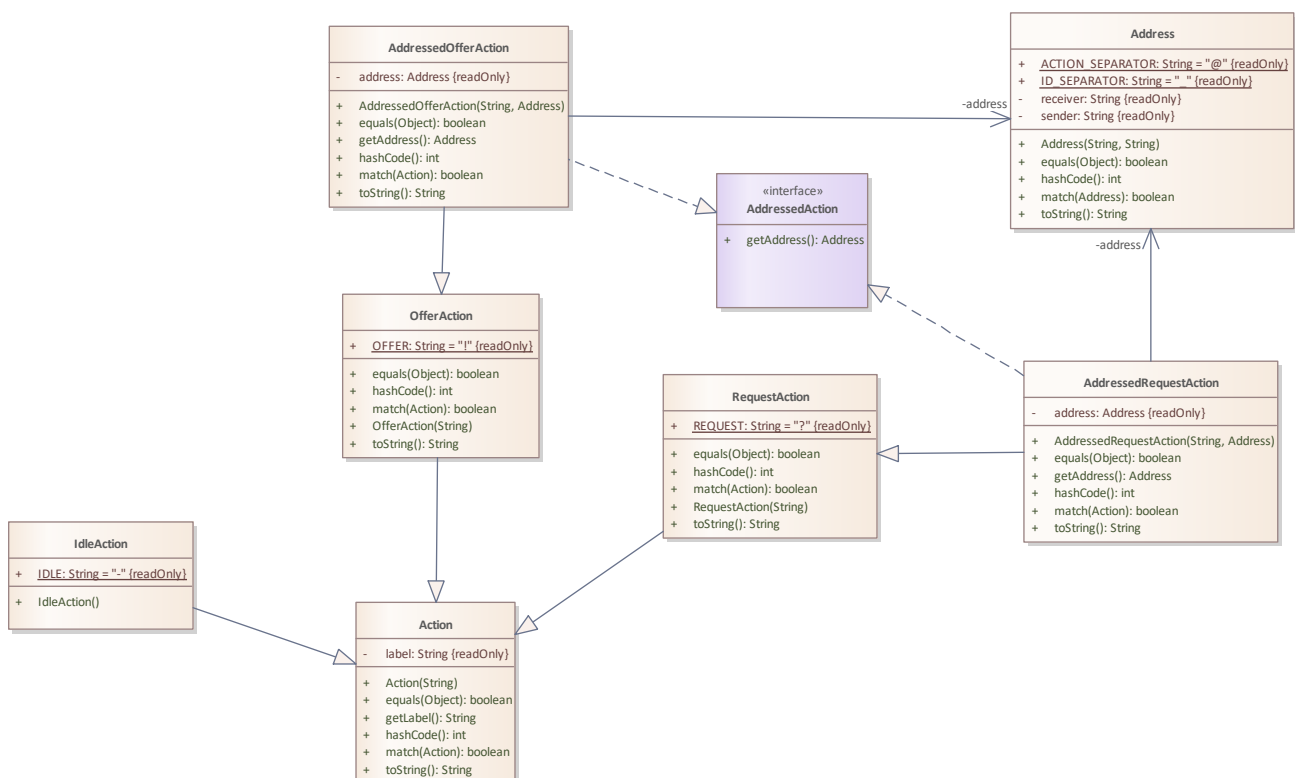 AddressedOfferAction
- address: Address {readOnly}
+ AddressedOfferAction(String, Address)
+ equals(Object): boolean
+ getAddress(): Address
+ hashCode(): int
+ match(Action): boolean
+ toString(): String
Address
+ ACTION_SEPARATOR: String = "@" {readOnly}
+ ID_SEPARATOR: String = "_" {readOnly}
- receiver: String {readOnly}
- sender: String {readOnly}
+ Address(String, String)
+ equals(Object): boolean
+ hashCode(): int
+ match(Address): boolean
+ toString(): String
-address
«interface»
AddressedAction
+ getAddress(): Address
-address
OfferAction
+ OFFER: String = "!" {readOnly}
+ equals(Object): boolean
+ hashCode(): int
+ match(Action): boolean
+ OfferAction(String)
+ toString(): String
RequestAction
+ REQUEST: String = "?" {readOnly}
+ equals(Object): boolean
+ hashCode(): int
+ match(Action): boolean
+ RequestAction(String)
+ toString(): String
AddressedRequestAction
- address: Address {readOnly}
+ AddressedRequestAction(String, Address)
+ equals(Object): boolean
+ getAddress(): Address
+ hashCode(): int
+ match(Action): boolean
+ toString(): String
IdleAction
+ IDLE: String = "-" {readOnly}
+ IdleAction()
Action
- label: String {readOnly}
+ Action(String)
+ equals(Object): boolean
+ getLabel(): String
+ hashCode(): int
+ match(Action): boolean
+ toString(): String